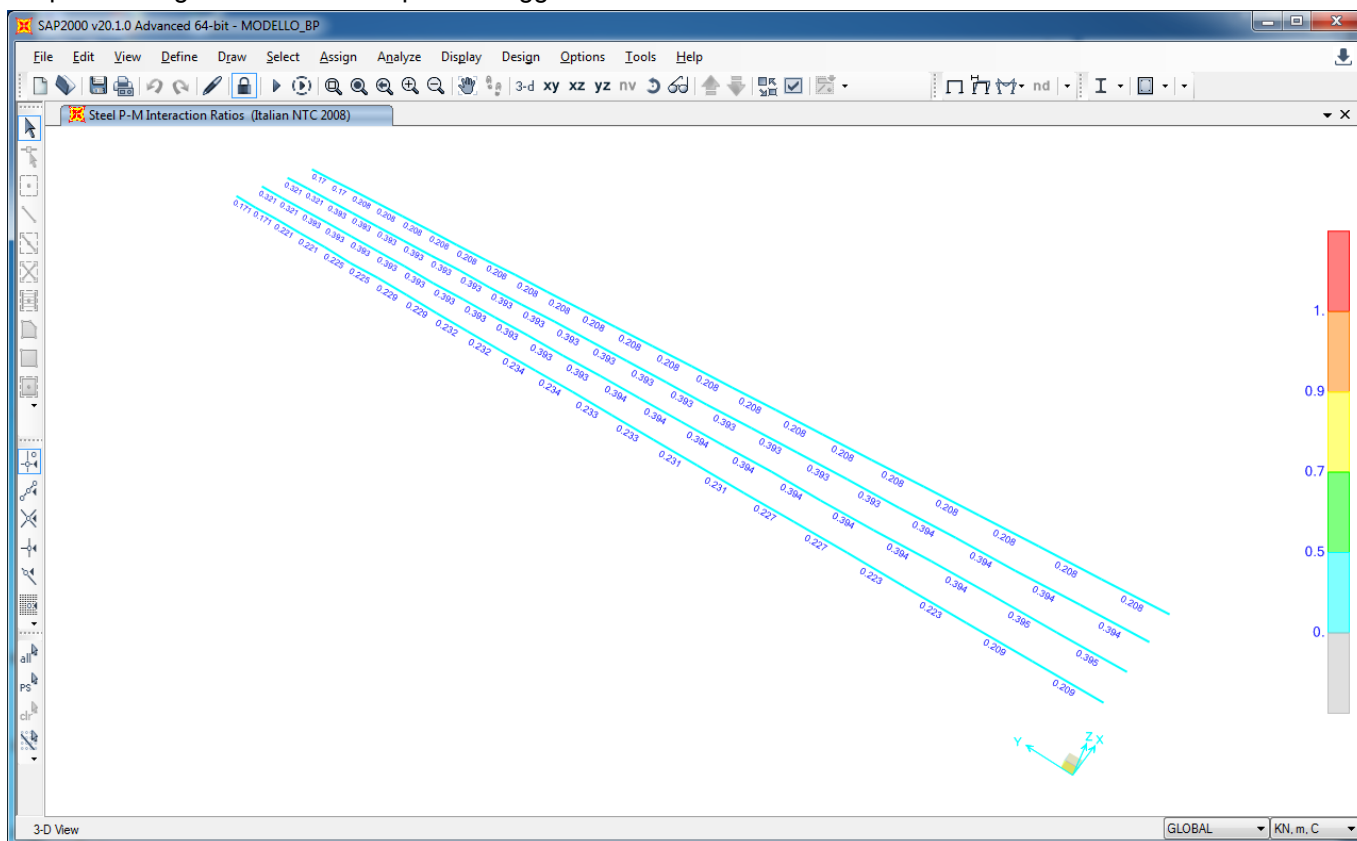 SAP2000 v20.1.0 Advanced 64-bit - MODELLO_BP
File Edit View Define Draw Select Assign Analyze Display Design Options Tools Help
3-d xy xz yz nv nd
Steel P-M Interaction Ratios (Italian NTC 2008)
0.17 0.17 0.208 0.208 0.208 0.208 0.208 0.208 0.208 0.208 0.208 0.208 0.208 0.208 0.208 0.208 0.208 0.208 0.208 0.208
0.321 0.321 0.393 0.393 0.393 0.393 0.393 0.393 0.393 0.393 0.393 0.393 0.393 0.393 0.393 0.393 0.394 0.394 0.394 0.394
0.321 0.321 0.393 0.393 0.393 0.393 0.393 0.393 0.393 0.393 0.393 0.394 0.394 0.394 0.394 0.394 0.394 0.394 0.395 0.395
0.171 0.171 0.221 0.221 0.225 0.225 0.229 0.229 0.232 0.232 0.234 0.234 0.233 0.233 0.231 0.231 0.227 0.227 0.223 0.223 0.209 0.209
1.
0.9
0.7
0.5
0.
all
PS
clr
Y Z X
3-D View
GLOBAL
KN, m, C